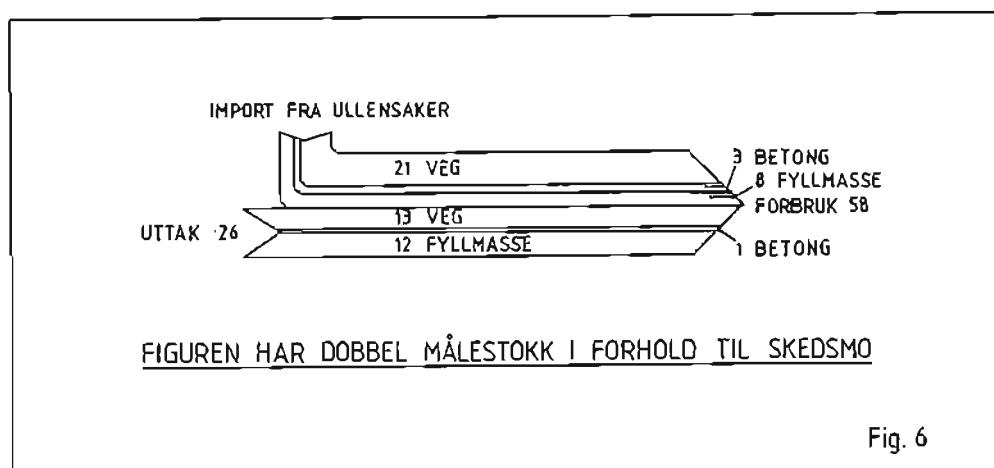 IMPORT FRA ULLENSAKER
21 VEG
3 BETONG
8 FYLLMASSE
FORBRUK 58
13 VEG
UTTAK 26
12 FYLLMASSE
1 BETONG
FIGUREN HAR DOBBEL MÅLESTOKK I FORHOLD TIL SKEDSMO
Fig. 6